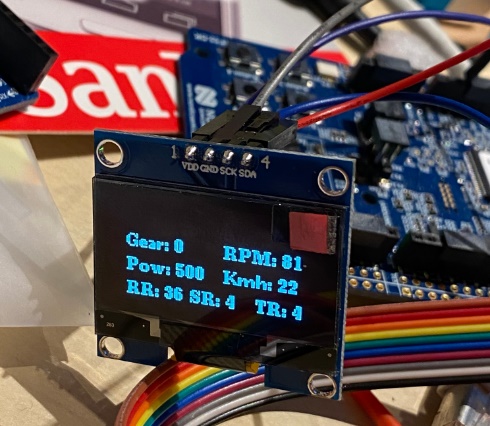 San
1 4
VDD GND SCK SDA
Gear: 0 RPM: 81
Pow: 500 Kmh: 22
RR: 36 SR: 4 TR: 4